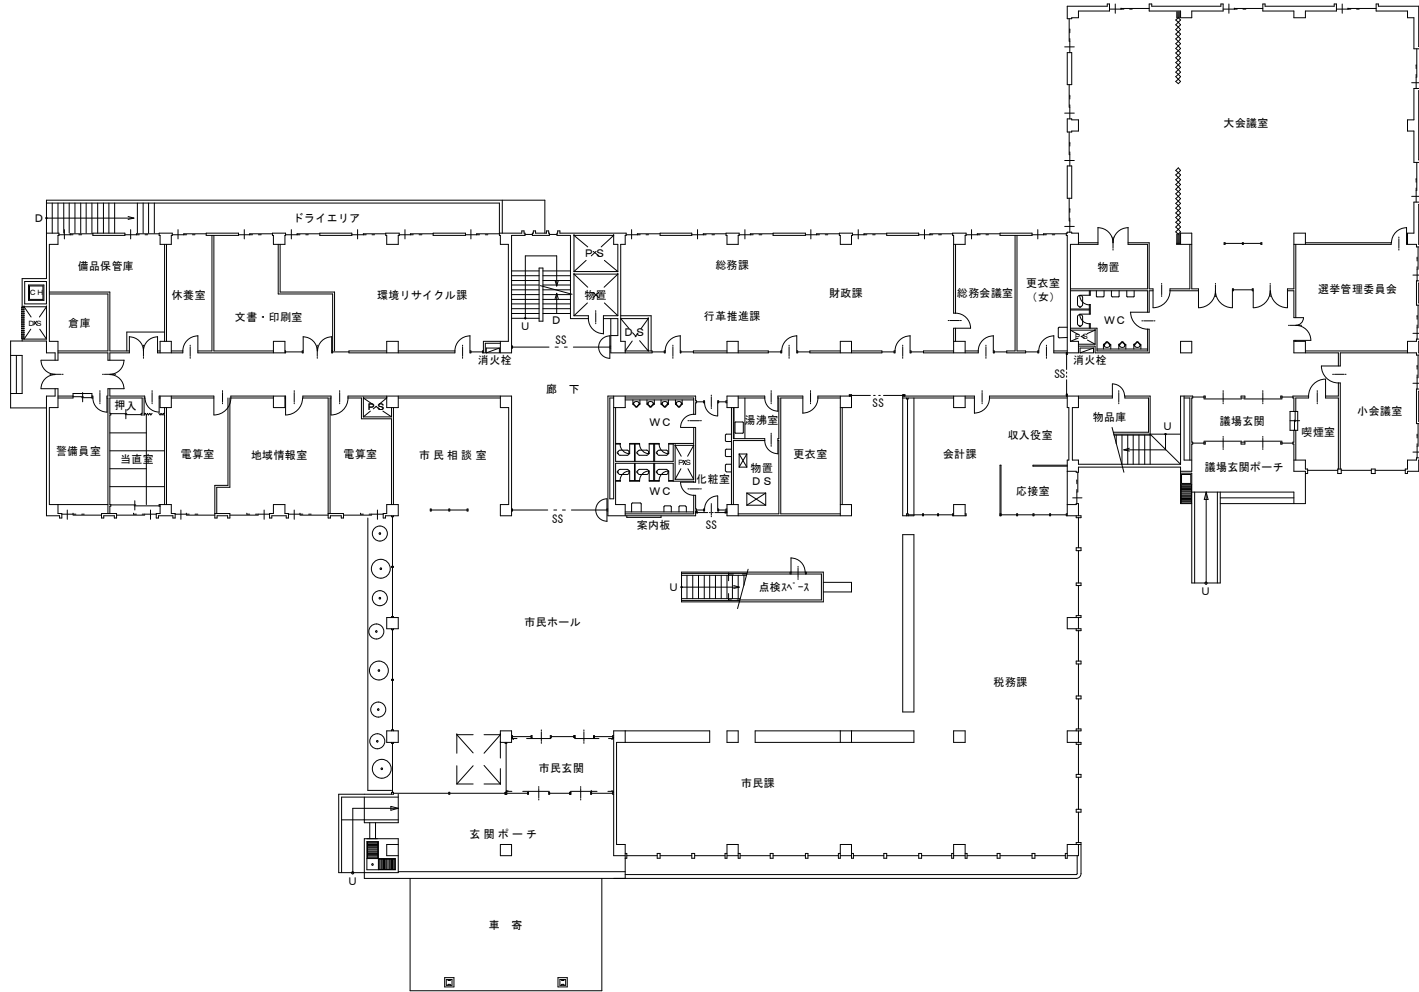 大会議室
D
ドライエリア
備品保管庫
休養室
文書・印刷室
環境リサイクル課
PS
物置
U
D
DS
SS
総務課
財政課
行革推進課
総務会議室
更衣室
(女)
物置
WC
PS
選挙管理委員会
CH
DS
倉庫
消火栓
消火栓
廊 下
SS
SS
押入
警備員室
当直室
電算室
地域情報室
PS
電算室
市民相談室
WC
PS
WC
化粧室
湯沸室
物置
DS
更衣室
会計課
収入役室
応接室
物品庫
U
議場玄関
議場玄関ポーチ
喫煙室
小会議室
SS
案内板
SS
U
点検スペース
U
市民ホール
税務課
市民玄関
市民課
玄関ポーチ
U
車 寄